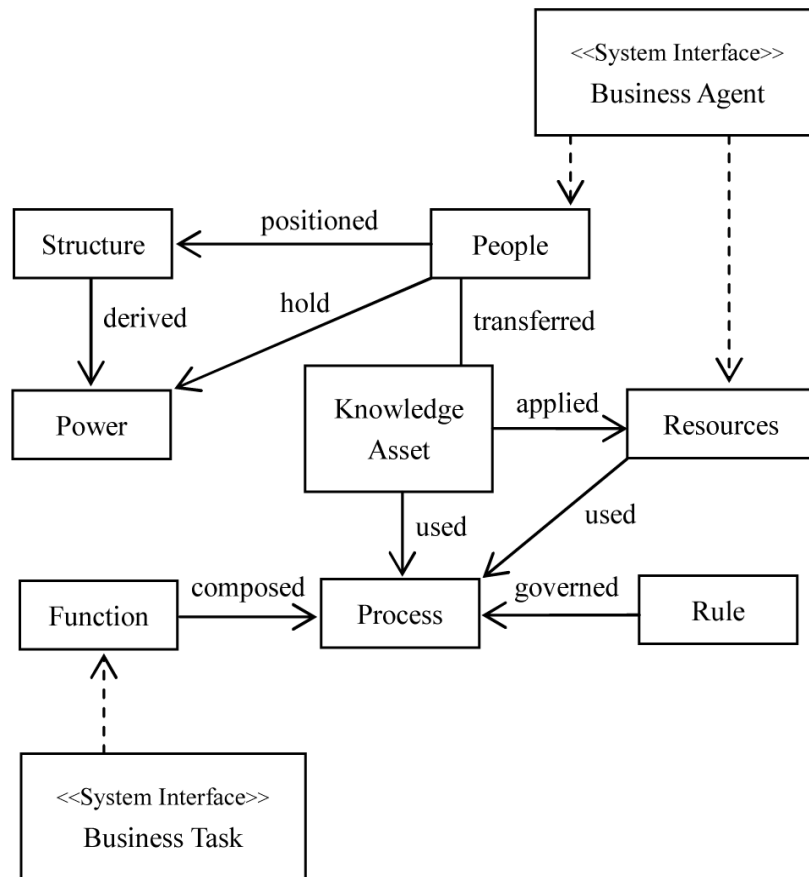 <<System Interface>>
Business Agent
positioned
Structure
People
derived
hold
transferred
Power
Knowledge
Asset
applied
Resources
used
used
Function
composed
Process
governed
Rule
<<System Interface>>
Business Task